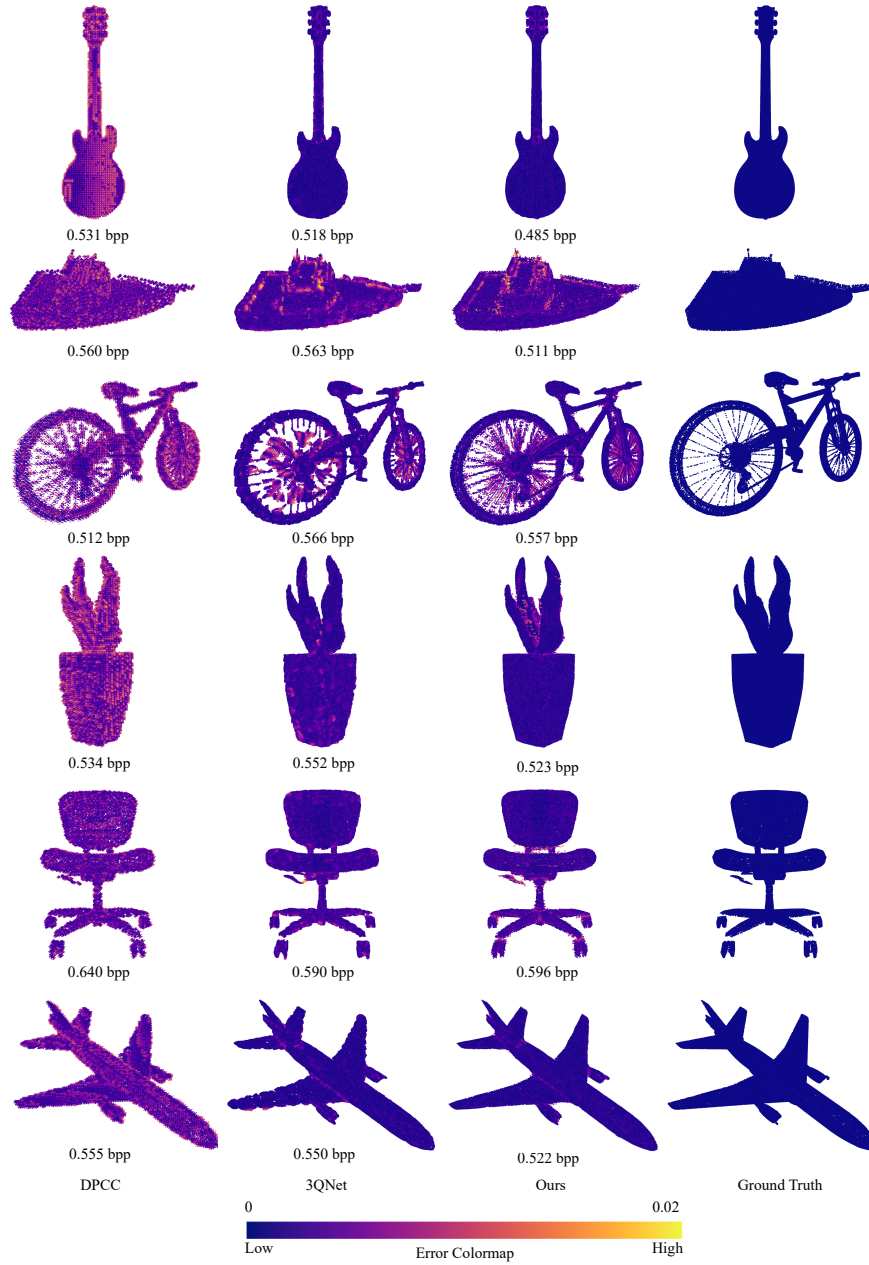 0.531 bpp 0.518 bpp 0.485 bpp
0.560 bpp 0.563 bpp 0.511 bpp
0.512 bpp 0.566 bpp 0.557 bpp
0.534 bpp 0.552 bpp 0.523 bpp
0.640 bpp 0.590 bpp 0.596 bpp
0.555 bpp 0.550 bpp 0.522 bpp
DPCC 3QNet Ours Ground Truth
0 0.02
Low Error Colormap High